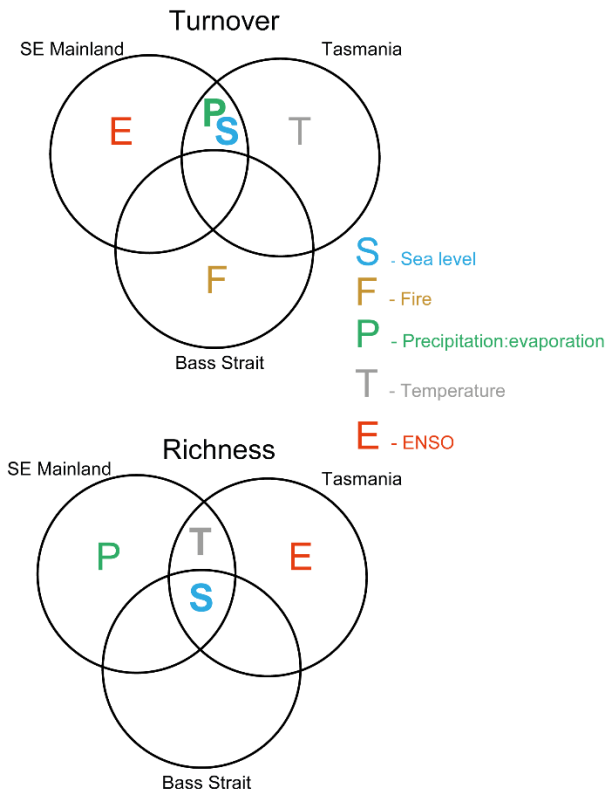 Turnover
SE Mainland
Tasmania
P
E
S
T
F
S - Sea level
F - Fire
Bass Strait
P - Precipitation:evaporation
T - Temperature
E - ENSO
Richness
SE Mainland
Tasmania
T
P
E
S
Bass Strait